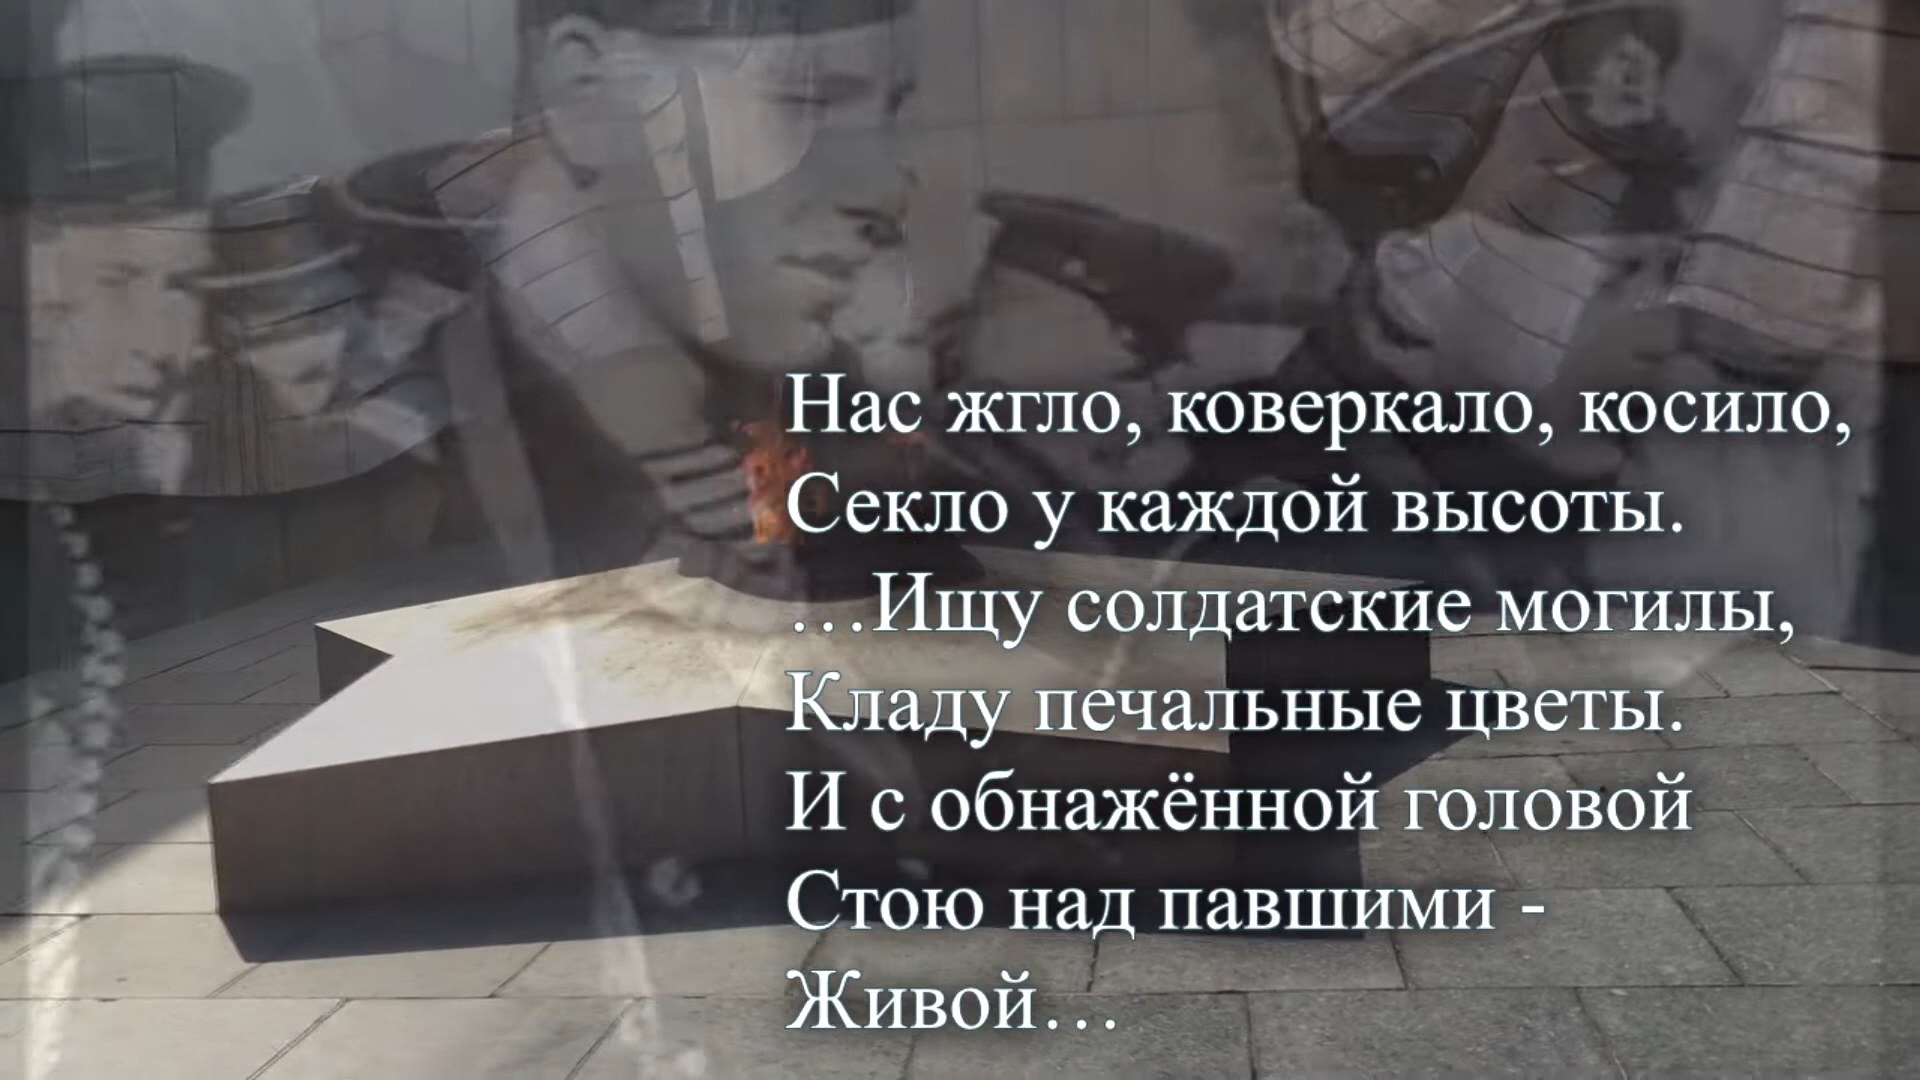 Нас жгло, коверкало, косило,
Секло у каждой высоты.
…Ищу солдатские могилы,
Кладу печальные цветы.
И с обнажённой головой
Стою над павшими -
Живой…